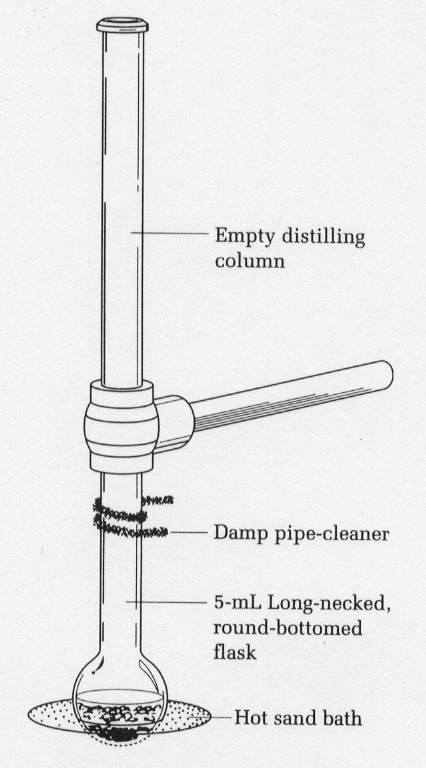 Empty distilling
column
Damp pipe-cleaner
5-mL Long-necked,
round-bottomed
flask
Hot sand bath